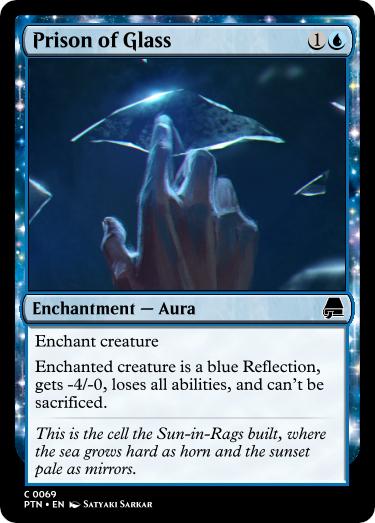 Prison of Glass 1
Enchantment — Aura
Enchant creature
Enchanted creature is a blue Reflection,
gets -4/-0, loses all abilities, and can't be
sacrificed.
This is the cell the Sun-in-Rags built, where
the sea grows hard as horn and the sunset
pale as mirrors.
C 0069
PTN • EN Satyaki Sarkar